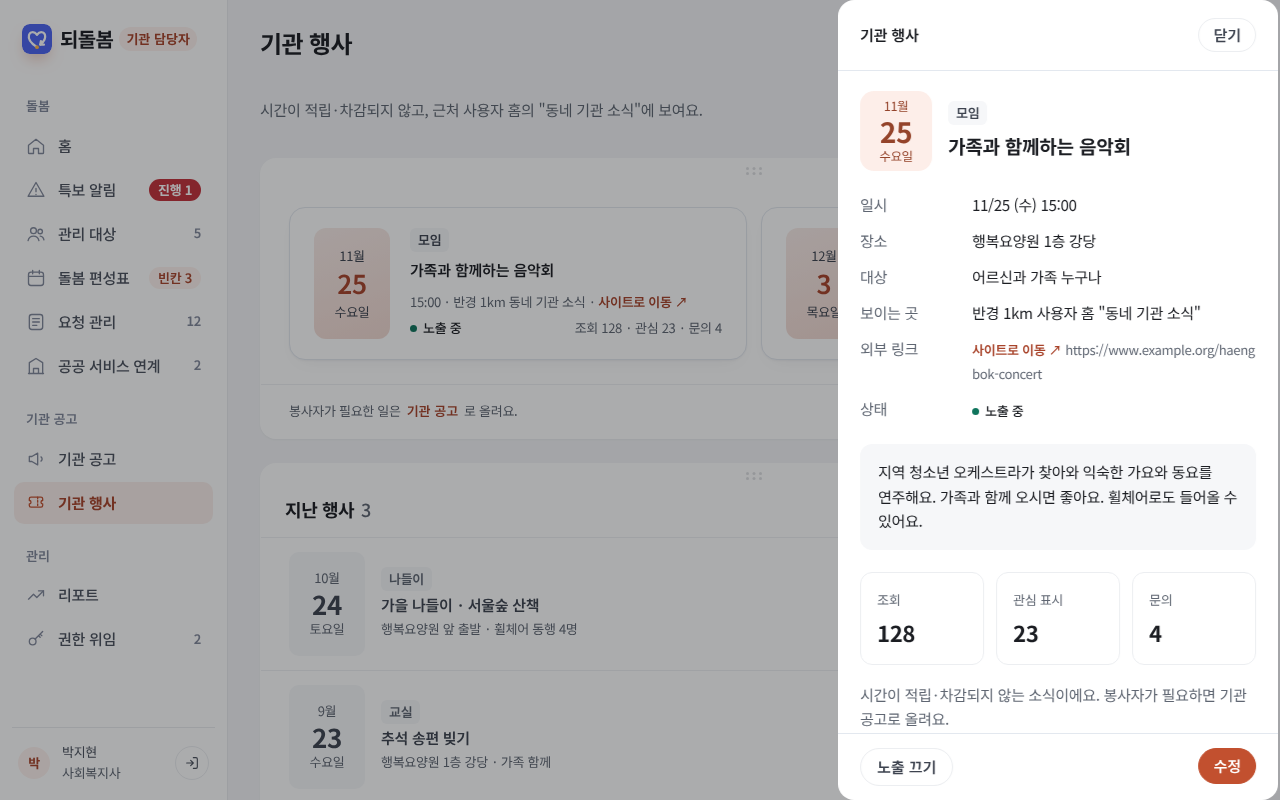 되돌봄 기관 담당자
돌봄
홈
특보 알림 진행 1
관리 대상 5
돌봄 편성표 빈칸 3
요청 관리 12
공공 서비스 연계 2
기관 공고
기관 공고
기관 행사
관리
리포트
권한 위임 2
박 박지현
사회복지사
기관 행사
시간이 적립·차감되지 않고, 근처 사용자 홈의 "동네 기관 소식"에 보여요.
11월
25
수요일
모임
가족과 함께하는 음악회
15:00 · 반경 1km 동네 기관 소식 · 사이트로 이동 ↗
노출 중 조회 128 · 관심 23 · 문의 4
12월
3
목요일
봉사자가 필요한 일은 기관 공고 로 올려요.
지난 행사 3
10월
24
토요일
나들이
가을 나들이 · 서울숲 산책
행복요양원 앞 출발 · 휠체어 동행 4명
9월
23
수요일
교실
추석 송편 빚기
행복요양원 1층 강당 · 가족 함께
기관 행사 닫기
11월
25
수요일
모임
가족과 함께하는 음악회
일시 11/25 (수) 15:00
장소 행복요양원 1층 강당
대상 어르신과 가족 누구나
보이는 곳 반경 1km 사용자 홈 "동네 기관 소식"
외부 링크 사이트로 이동 ↗ https://www.example.org/haeng
bok-concert
상태 노출 중
지역 청소년 오케스트라가 찾아와 익숙한 가요와 동요를
연주해요. 가족과 함께 오시면 좋아요. 휠체어로도 들어올 수
있어요.
조회 관심 표시 문의
128 23 4
시간이 적립·차감되지 않는 소식이에요. 봉사자가 필요하면 기관
공고로 올려요.
노출 끄기 수정